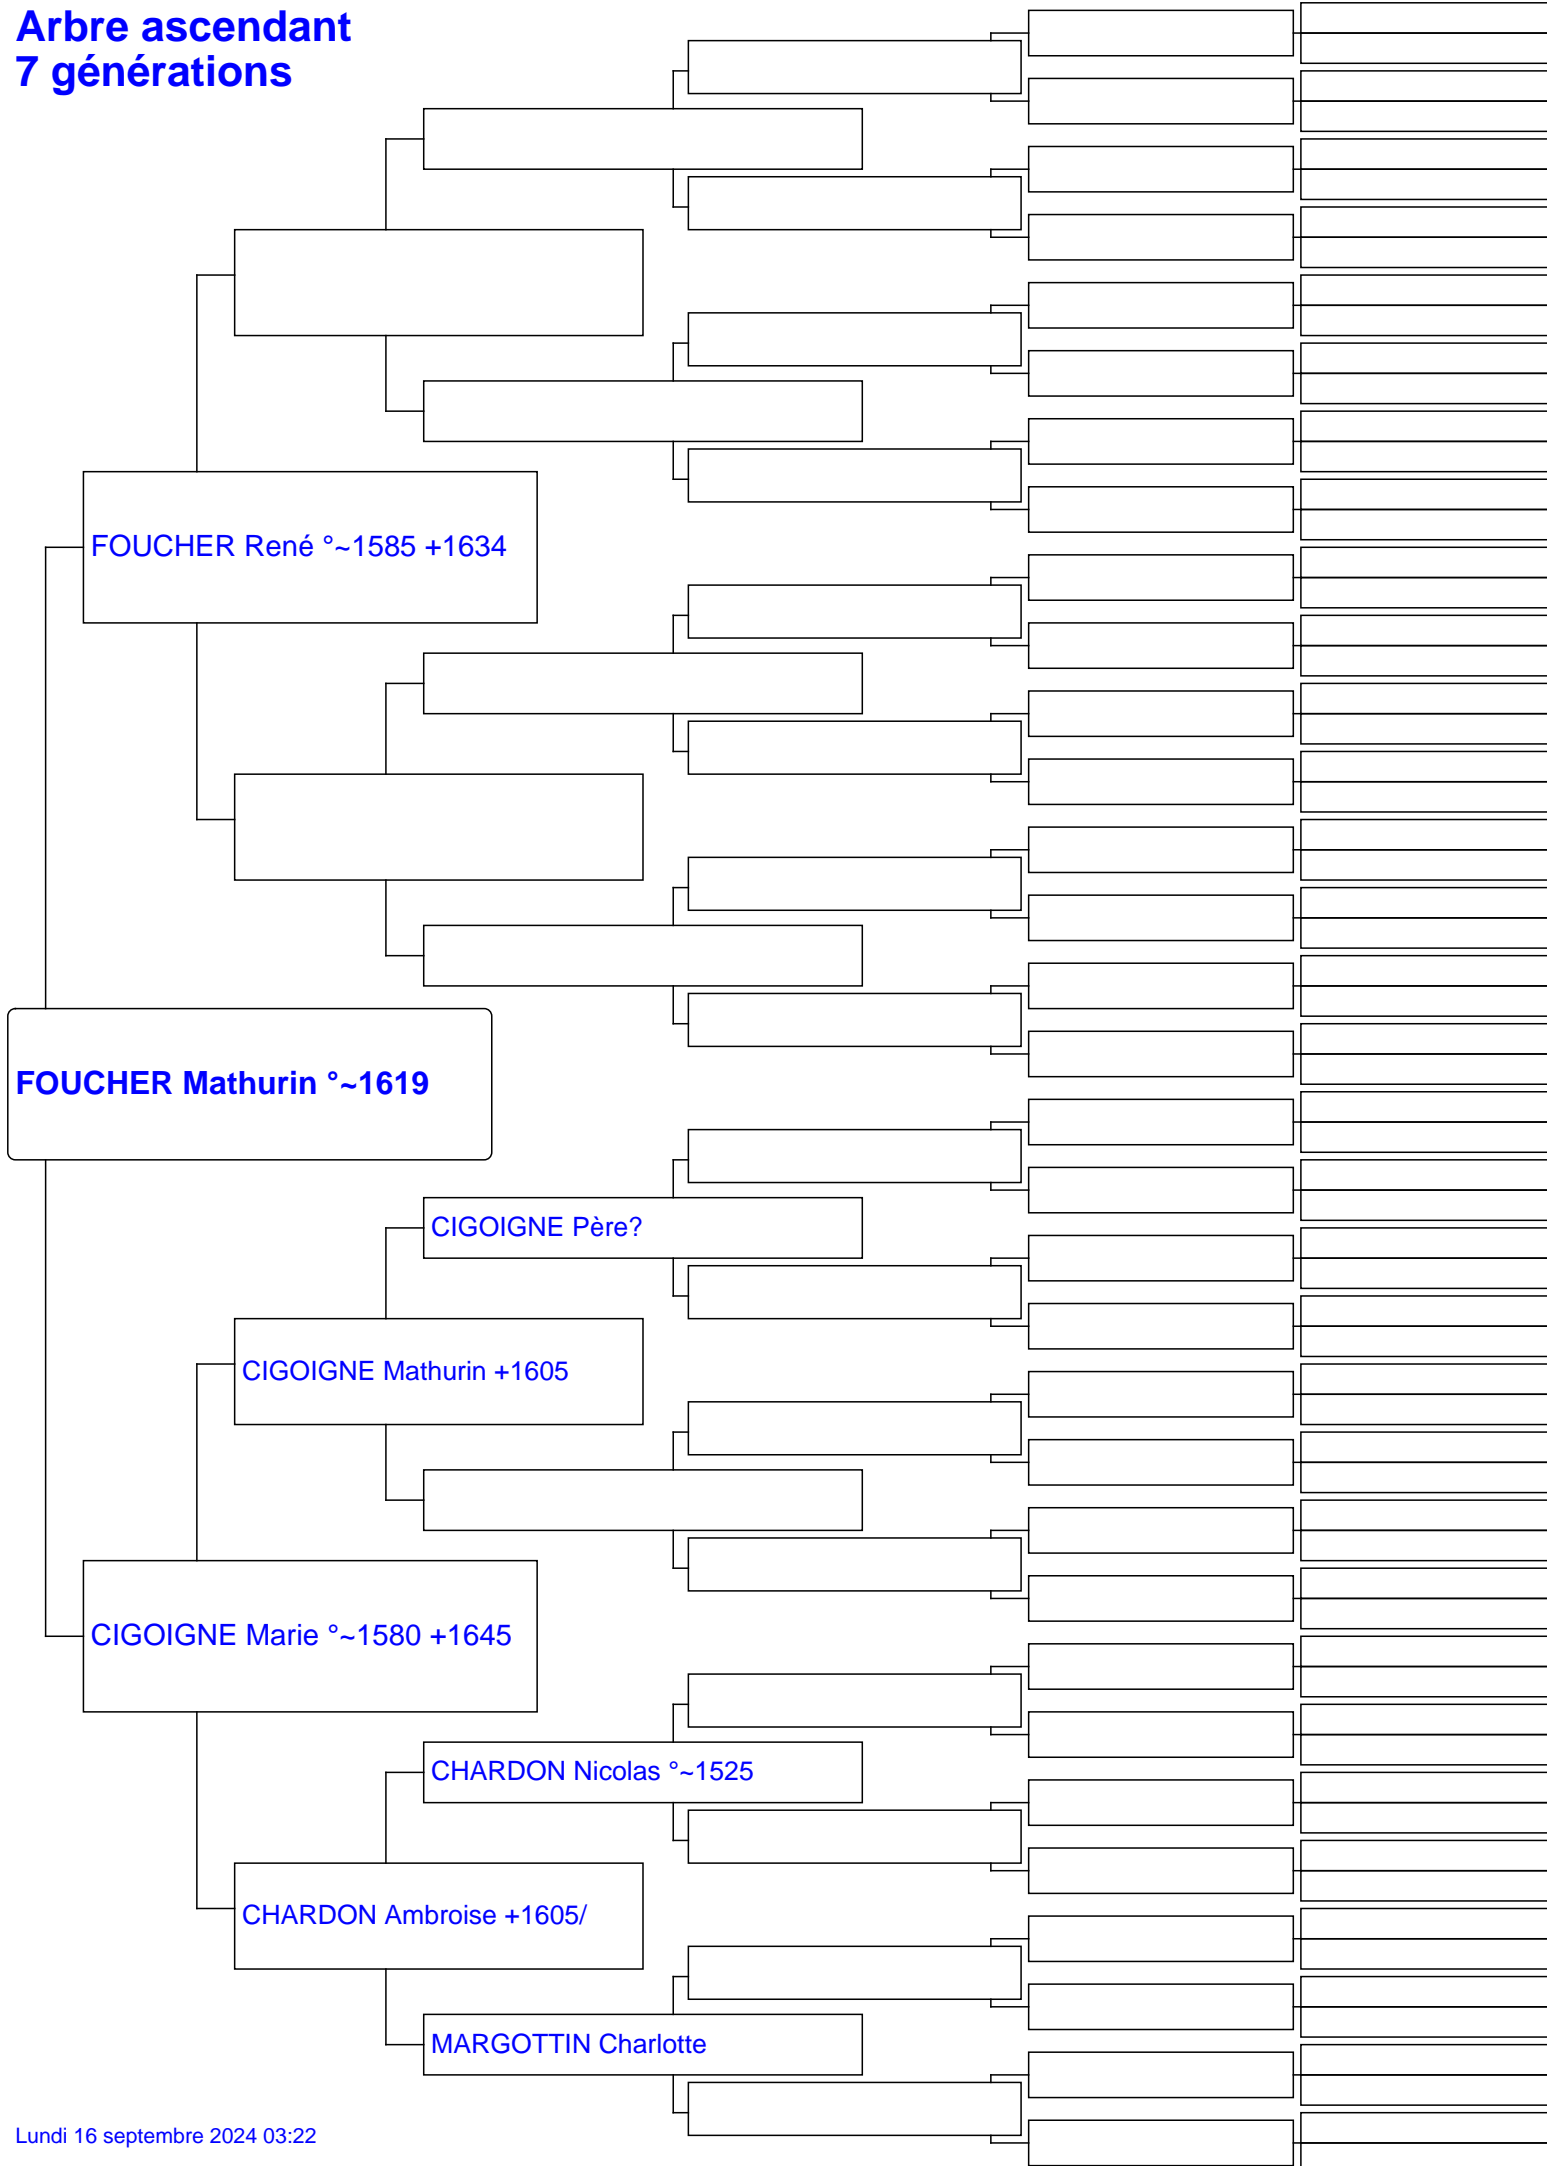 Arbre ascendant
7 générations
FOUCHER René °~1585 +1634
FOUCHER Mathurin °~1619
CIGOIGNE Père?
CIGOIGNE Mathurin +1605
CIGOIGNE Marie °~1580 +1645
CHARDON Nicolas °~1525
CHARDON Ambroise +1605/
MARGOTTIN Charlotte
Lundi 16 septembre 2024 03:22